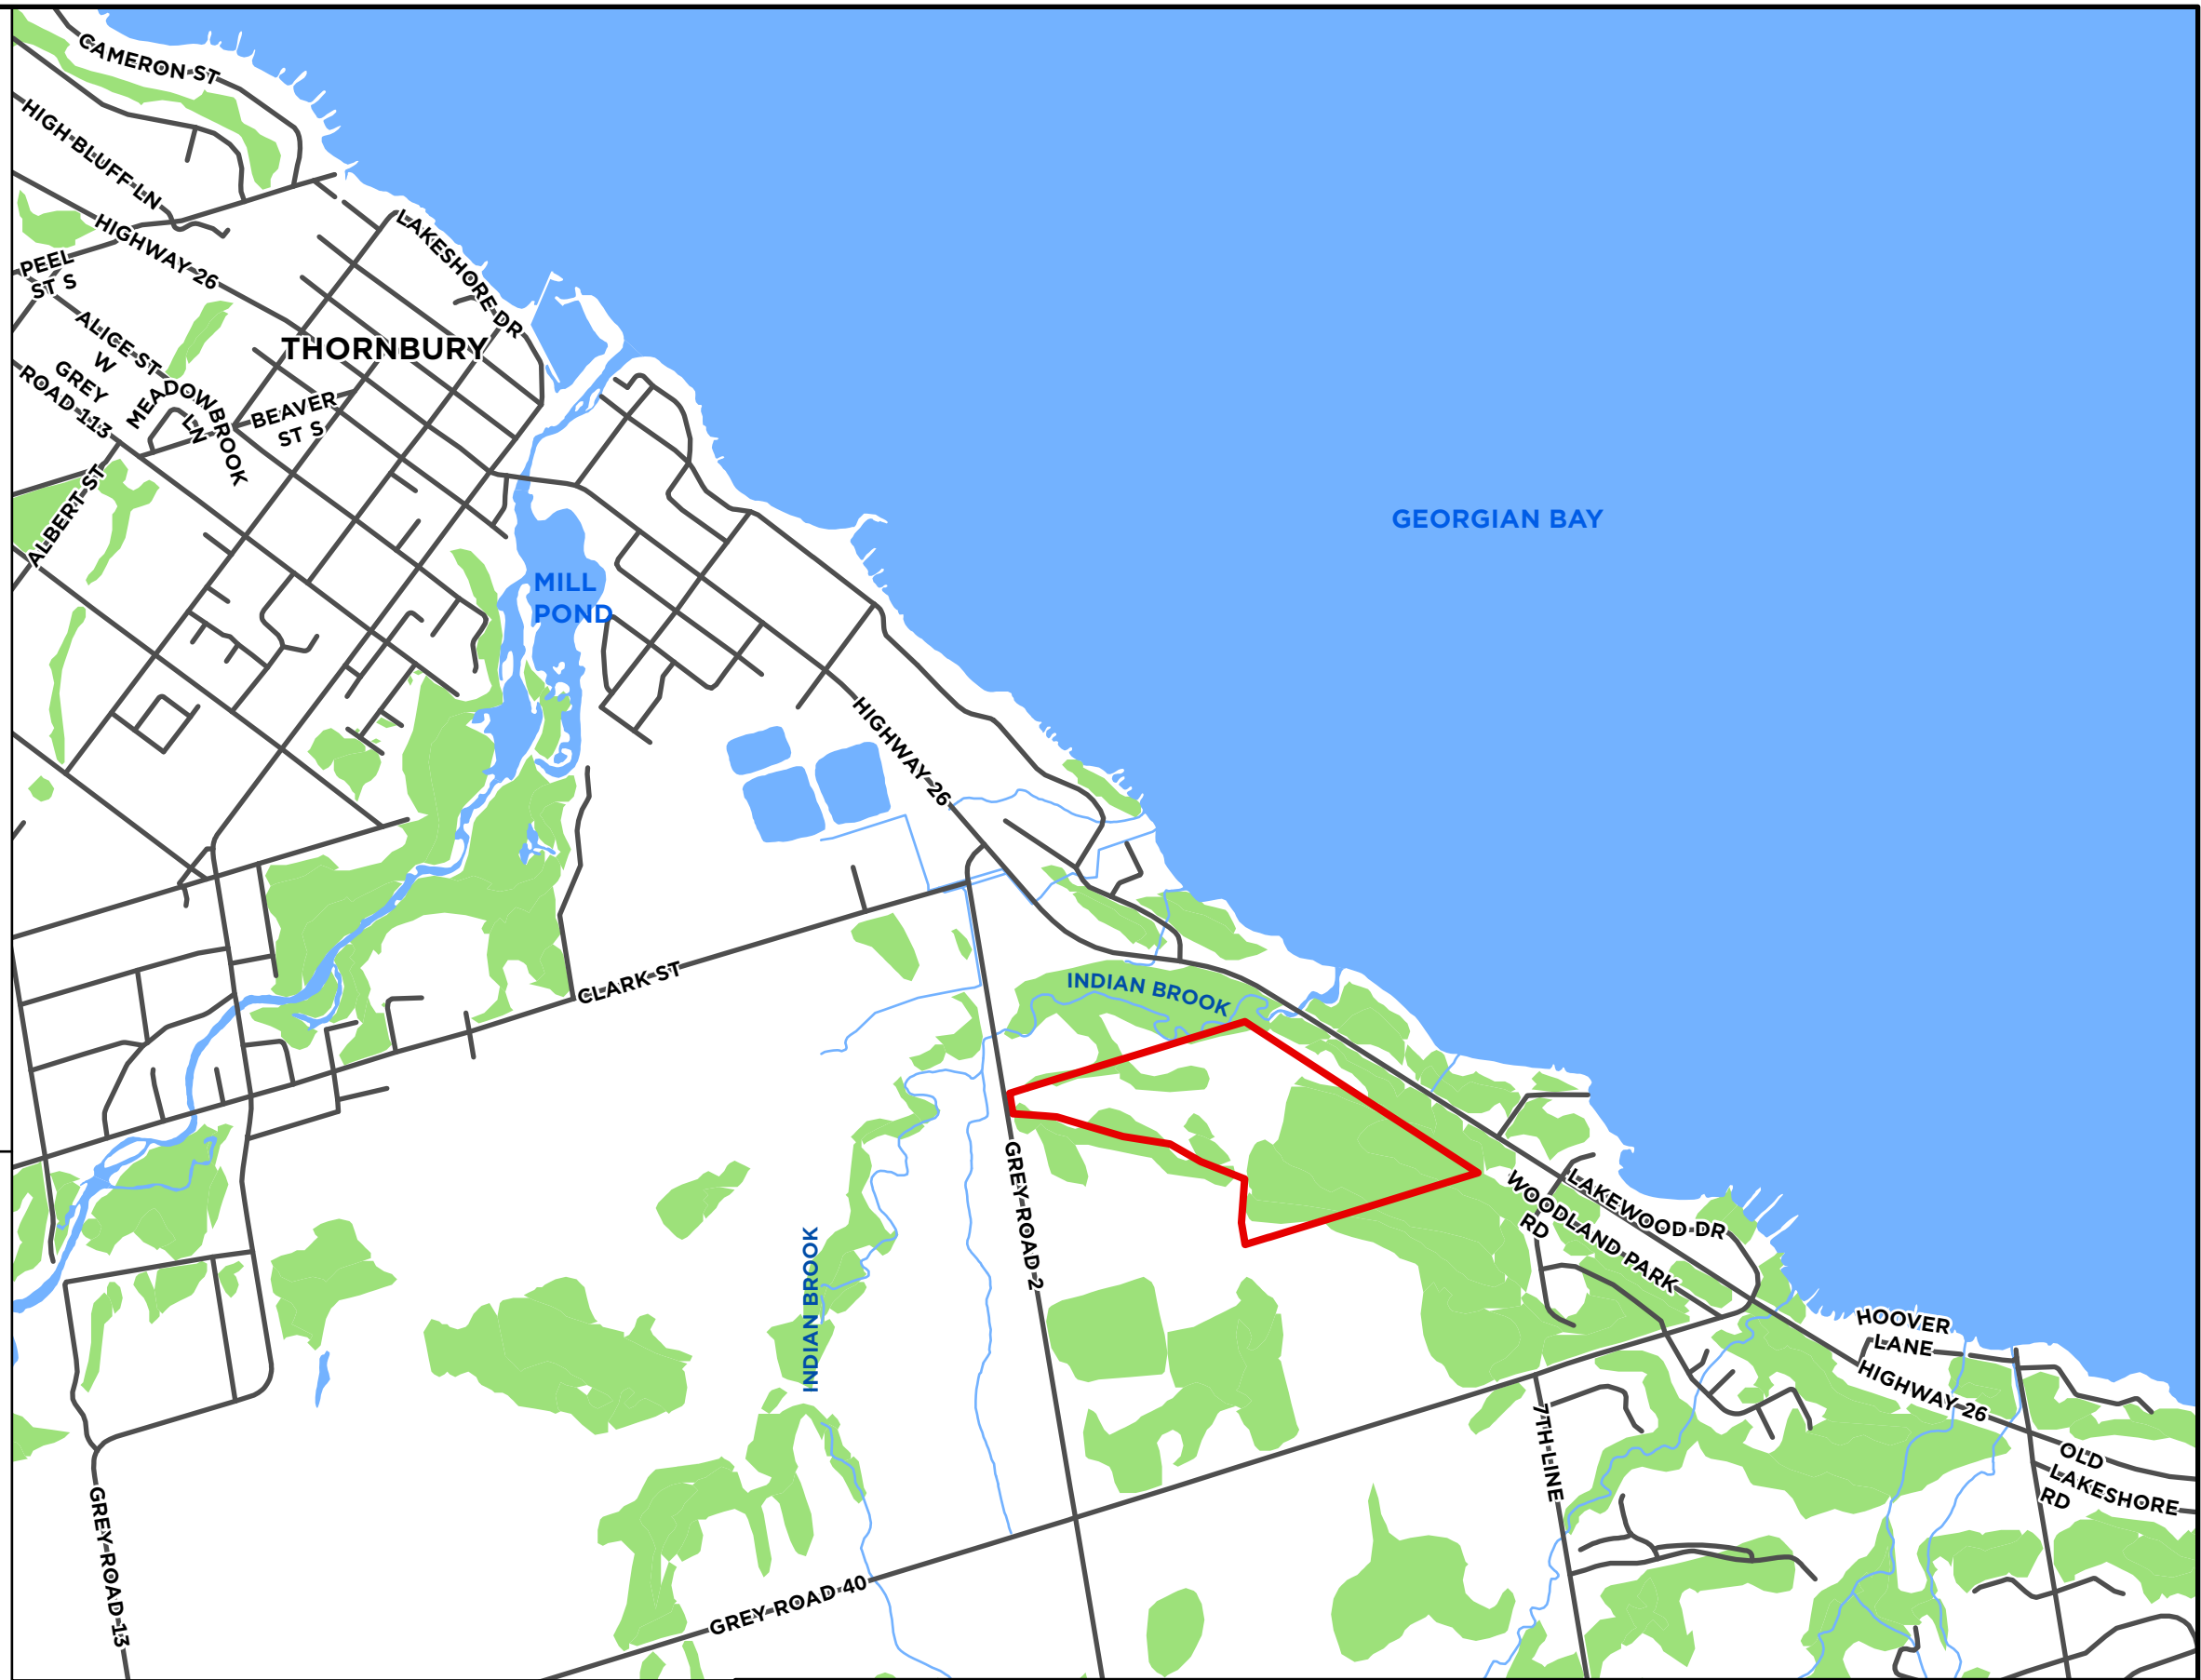 CAMERON ST
HIGH BLUFF LN
HIGHWAY 26
LAKESHORE DR
PEEL
ST S
ALICE ST
W
THORNBURY
GREY
ROAD 113
MEADOWBROOK
LN
BEAVER
ST S
ALBERT ST
GEORGIAN BAY
MILL
POND
HIGHWAY 26
CLARK ST
INDIAN BROOK
GREY ROAD 2
WOODLAND PARK
RD
LAKEWOOD DR
INDIAN BROOK
HOOVER
LANE
HIGHWAY 26
7TH LINE
OLD
LAKESHORE
RD
GREY ROAD 13
GREY ROAD 40